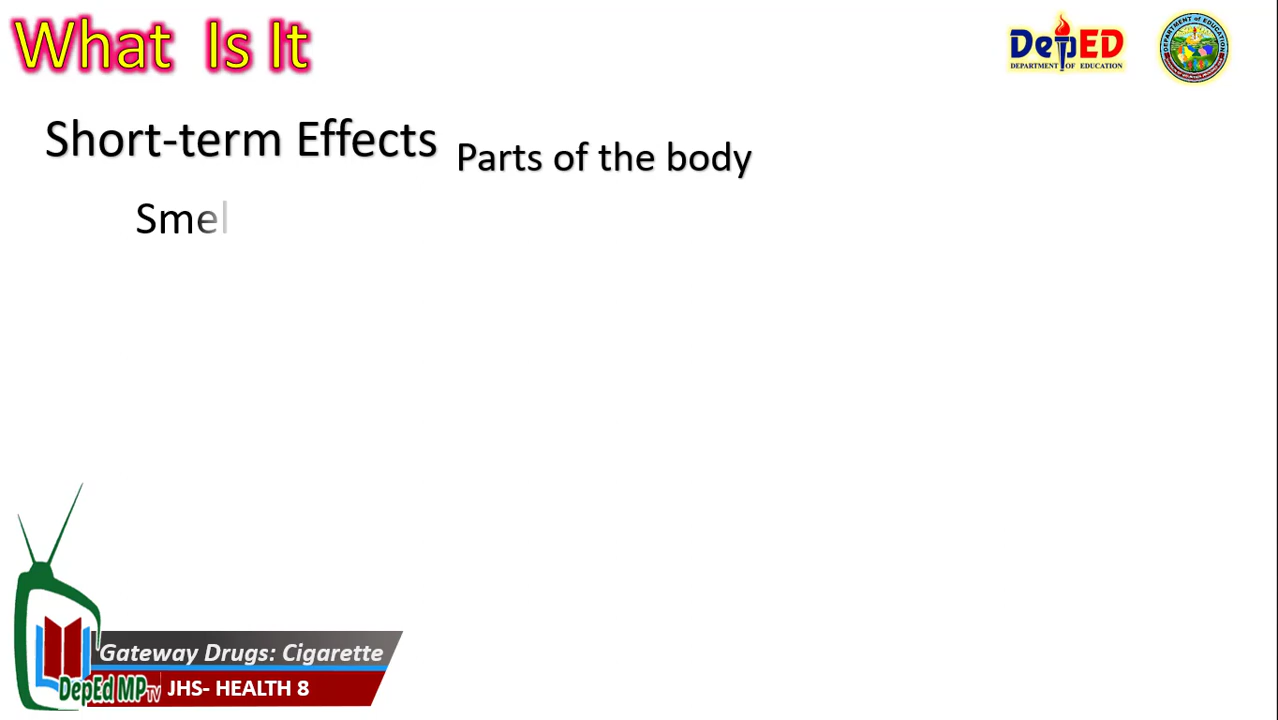 What Is It
DepED
DEPARTMENT OF EDUCATION
Short-term Effects
Parts of the body
Smel
Gateway Drugs: Cigarette
DepEd MPTV
JHS- HEALTH 8